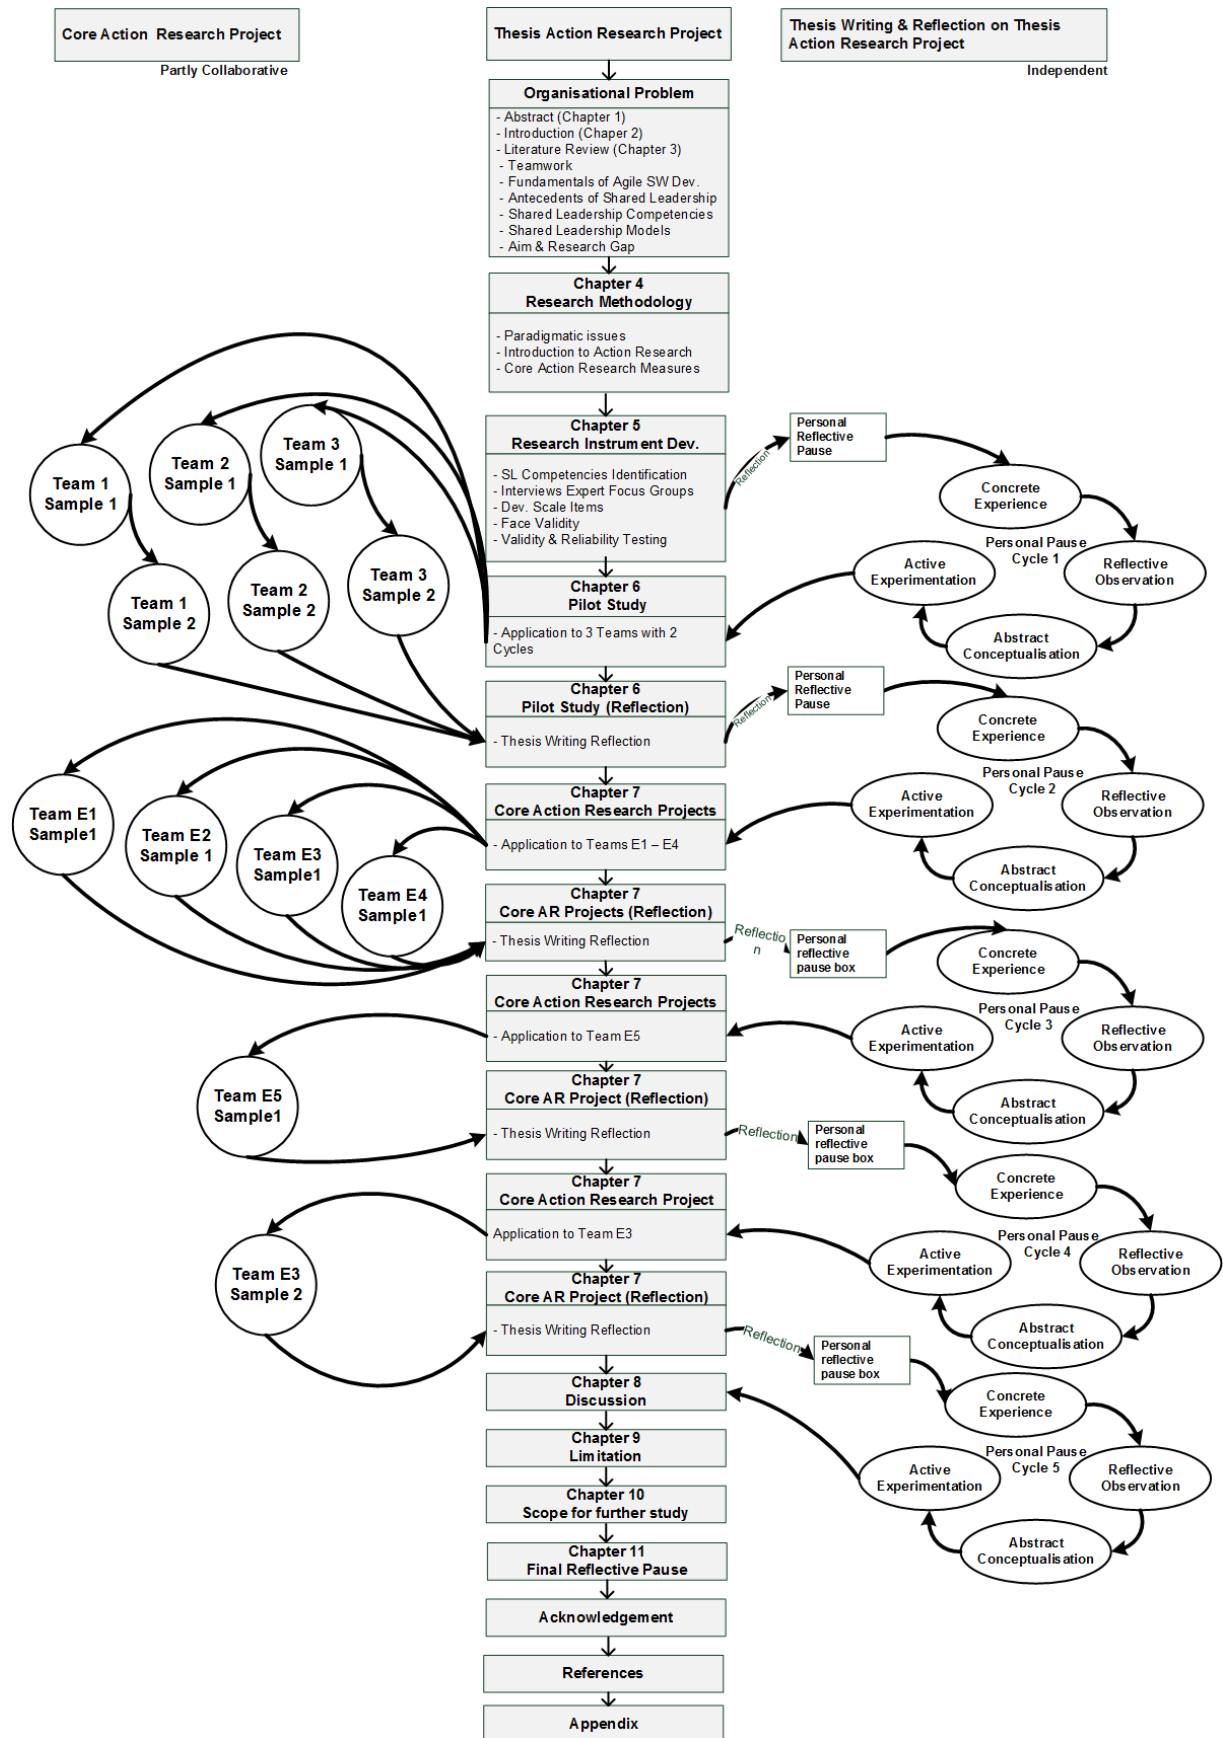 Core Action Research Project
Partly Collaborative
Thesis Action Research Project
Thesis Writing & Reflection on Thesis
Action Research Project
Independent
Organisational Problem
- Abstract (Chapter 1)
- Introduction (Chaper 2)
- Literature Review (Chapter 3)
- Teamwork
- Fundamentals of Agile SW Dev.
- Antecedents of Shared Leadership
- Shared Leadership Competencies
- Shared Leadership Models
- Aim & Research Gap
Chapter 4
Research Methodology
- Paradigmatic issues
- Introduction to Action Research
- Core Action Research Measures
Chapter 5
Research Instrument Dev.
- SL Competencies Identification
- Interviews Expert Focus Groups
- Dev. Scale Items
- Face Validity
- Validity & Reliability Testing
Team 1
Sample 1
Team 2
Sample 1
Team 3
Sample 1
Team 1
Sample 2
Team 2
Sample 2
Team 3
Sample 2
Reflection
Personal
Reflective
Pause
Concrete
Experience
Personal Pause
Cycle 1
Reflective
Observation
Active
Experimentation
Abstract
Conceptualisation
Chapter 6
Pilot Study
- Application to 3 Teams with 2
Cycles
Chapter 6
Pilot Study (Reflection)
- Thesis Writing Reflection
Reflection
Personal
Reflective
Pause
Concrete
Experience
Personal Pause
Cycle 2
Reflective
Observation
Active
Experimentation
Abstract
Conceptualisation
Chapter 7
Core Action Research Projects
- Application to Teams E1 – E4
Team E1
Sample1
Team E2
Sample 1
Team E3
Sample1
Team E4
Sample1
Chapter 7
Core AR Projects (Reflection)
- Thesis Writing Reflection
Reflectio
n
Personal
reflective
pause box
Concrete
Experience
Personal Pause
Cycle 3
Reflective
Observation
Active
Experimentation
Abstract
Conceptualisation
Chapter 7
Core Action Research Projects
- Application to Team E5
Team E5
Sample1
Chapter 7
Core AR Project (Reflection)
- Thesis Writing Reflection
Reflection
Personal
reflective
pause box
Concrete
Experience
Personal Pause
Cycle 4
Reflective
Observation
Active
Experimentation
Abstract
Conceptualisation
Chapter 7
Core Action Research Project
Application to Team E3
Team E3
Sample 2
Chapter 7
Core AR Project (Reflection)
- Thesis Writing Reflection
Reflection
Personal
reflective
pause box
Concrete
Experience
Personal Pause
Cycle 5
Reflective
Observation
Active
Experimentation
Abstract
Conceptualisation
Chapter 8
Discussion
Chapter 9
Limitation
Chapter 10
Scope for further study
Chapter 11
Final Reflective Pause
Acknowledgement
References
Appendix